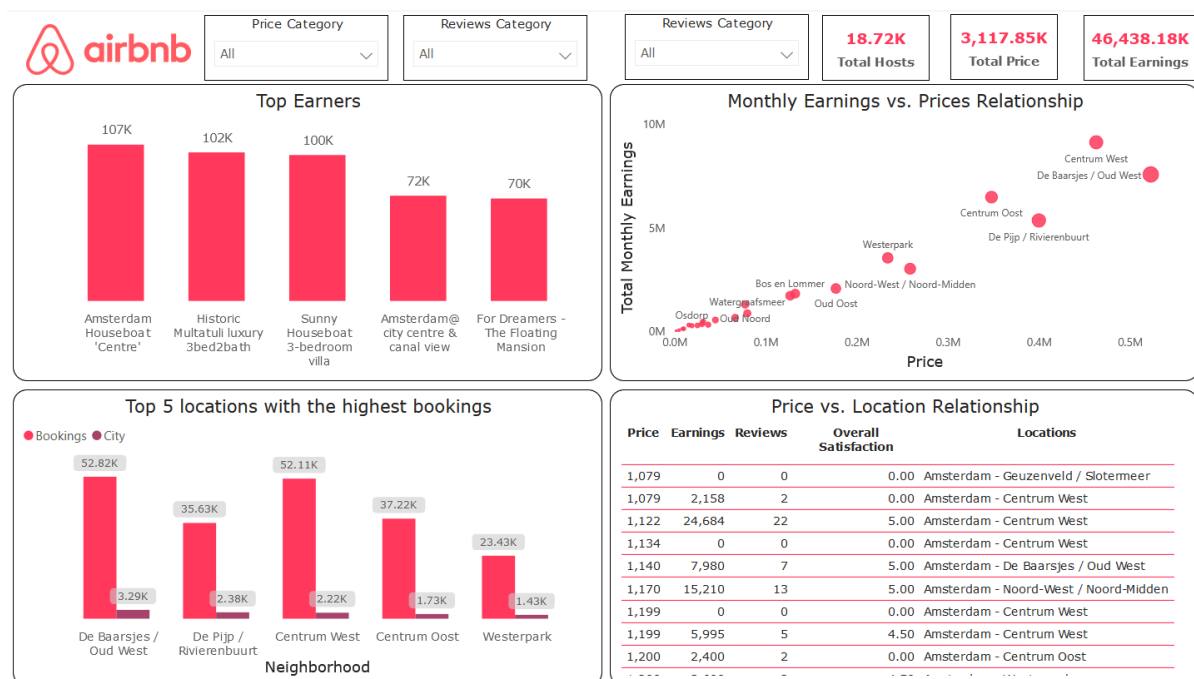 airbnb
Price Category
All
Reviews Category
All
Reviews Category
All
18.72K
Total Hosts
3,117.85K
Total Price
46,438.18K
Total Earnings
Top Earners
107K
102K
100K
72K
70K
Amsterdam
Houseboat
'Centre'
Historic
Multatuli luxury
3bed2bath
Sunny
Houseboat
3-bedroom
villa
Amsterdam@
city centre &
canal view
For Dreamers -
The Floating
Mansion
Monthly Earnings vs. Prices Relationship
Total Monthly Earnings
10M
5M
0M
Centrum West
De Baarsjes / Oud West
Centrum Oost
De Pijp / Rivierenbuurt
Westerpark
Noord-West / Noord-Midden
Bos en Lommer
Oud Oost
Watergraafsmeer
Osdorp
Oud Noord
0.0M 0.1M 0.2M 0.3M 0.4M 0.5M
Price
Top 5 locations with the highest bookings
Bookings City
52.82K
3.29K
35.63K
2.38K
52.11K
2.22K
37.22K
1.73K
23.43K
1.43K
De Baarsjes /
Oud West
De Pijp /
Rivierenbuurt
Centrum West
Centrum Oost
Westerpark
Neighborhood
Price vs. Location Relationship
Price Earnings Reviews Overall Satisfaction Locations
1,079 0 0 0.00 Amsterdam - Geuzenveld / Slotermeer
1,079 2,158 2 0.00 Amsterdam - Centrum West
1,122 24,684 22 5.00 Amsterdam - Centrum West
1,134 0 0 0.00 Amsterdam - Centrum West
1,140 7,980 7 5.00 Amsterdam - De Baarsjes / Oud West
1,170 15,210 13 5.00 Amsterdam - Noord-West / Noord-Midden
1,199 0 0 0.00 Amsterdam - Centrum West
1,199 5,995 5 4.50 Amsterdam - Centrum West
1,200 2,400 2 0.00 Amsterdam - Centrum Oost